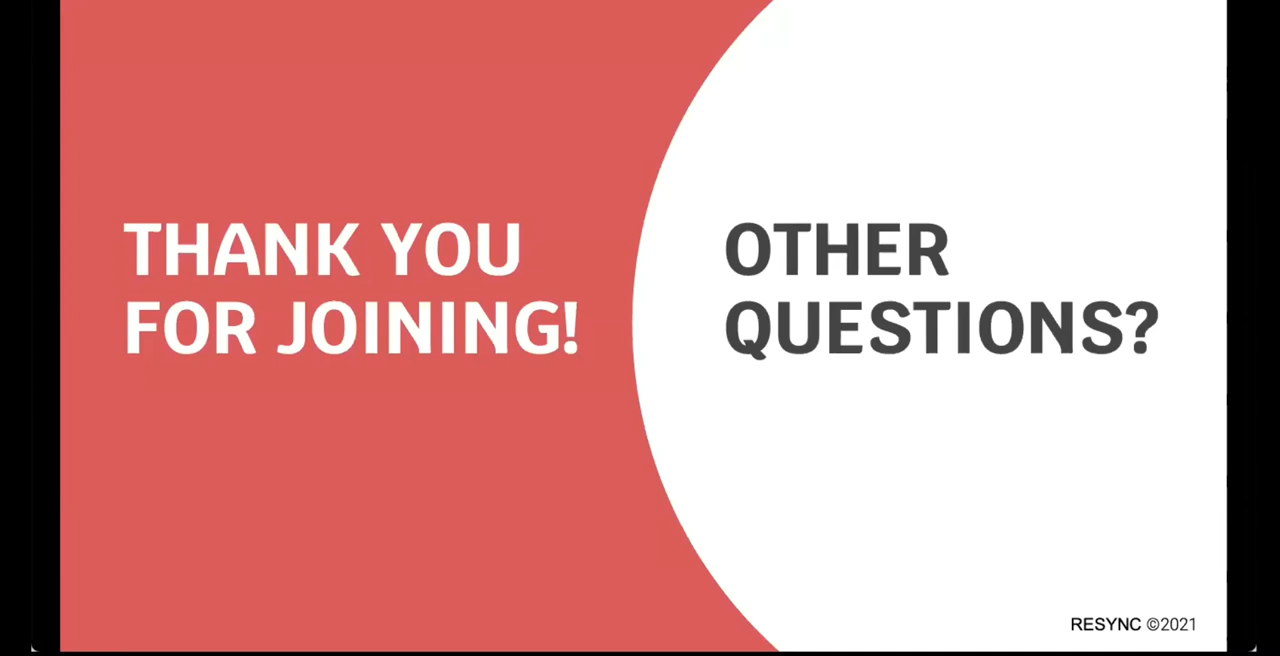 THANK YOU
FOR JOINING!
OTHER
QUESTIONS?
RESYNC ©2021